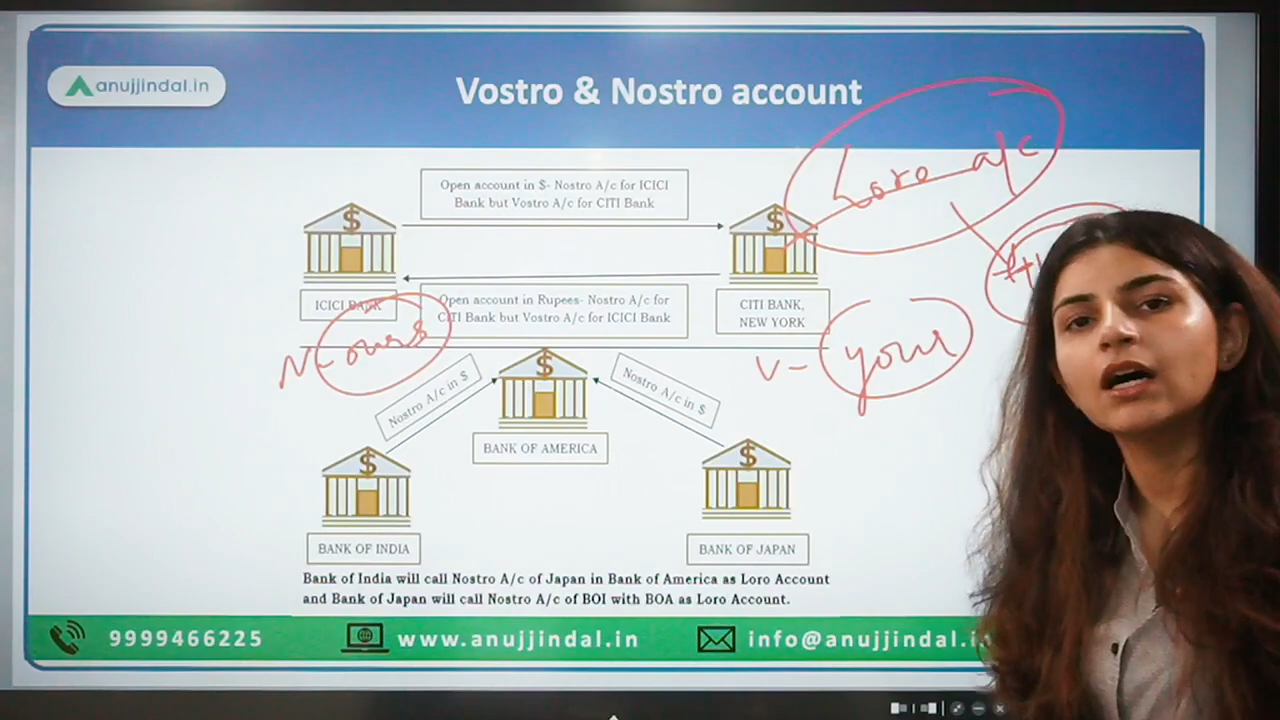 anujjindal.in
Vostro & Nostro account
Loro a/c
Open account in $- Nostro A/c for ICICI
Bank but Vostro A/c for CITI Bank
ICICI BANK
Open account in Rupees- Nostro A/c for
CITI Bank but Vostro A/c for ICICI Bank
CITI BANK,
NEW YORK
N- ours
V- your
Nostro A/c in $
Nostro A/c in $
BANK OF AMERICA
BANK OF INDIA
BANK OF JAPAN
Bank of India will call Nostro A/c of Japan in Bank of America as Loro Account
and Bank of Japan will call Nostro A/c of BOI with BOA as Loro Account.
9999466225
www.anujjindal.in
info@anujjindal.in